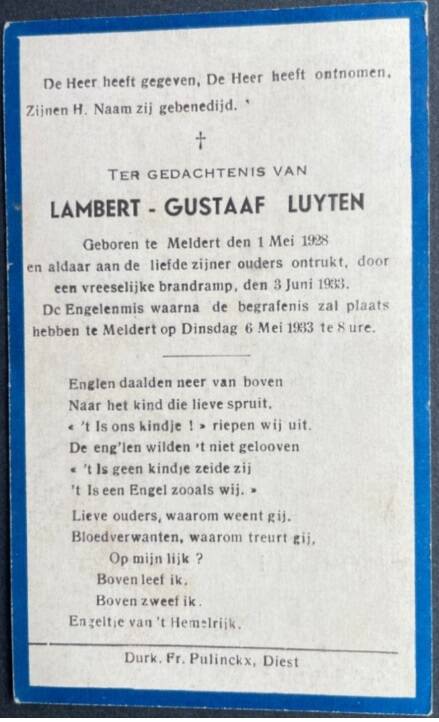 De Heer heeft gegeven, De Heer heeft ontnomen,
Zijnen H. Naam zij gebenedijd.
TER GEDACHTENIS VAN
LAMBERT - GUSTAAF LUYTEN
Geboren te Meldert den 1 Mei 1928
en aldaar aan de liefde zijner ouders ontrukt, door
een vreeselijke brandramp, den 3 Juni 1933.
De Engelenmis waarna de begrafenis zal plaats
hebben te Meldert op Dinsdag 6 Mei 1933 te 8 ure.
Englen daalden neer van boven
Naar het kind die lieve spruit,
« 't Is ons kindje ! » riepen wij uit.
De eng'len wilden 't niet gelooven
« 't Is geen kindje zeide zij
't Is een Engel zooals wij. »
Lieve ouders, waarom weent gij.
Bloedverwanten, waarom treurt gij,
Op mijn lijk ?
Boven leef ik,
Boven zweef ik.
Engeltje van 't Hemelrijk.
Durk. Fr. Pulinckx, Diest